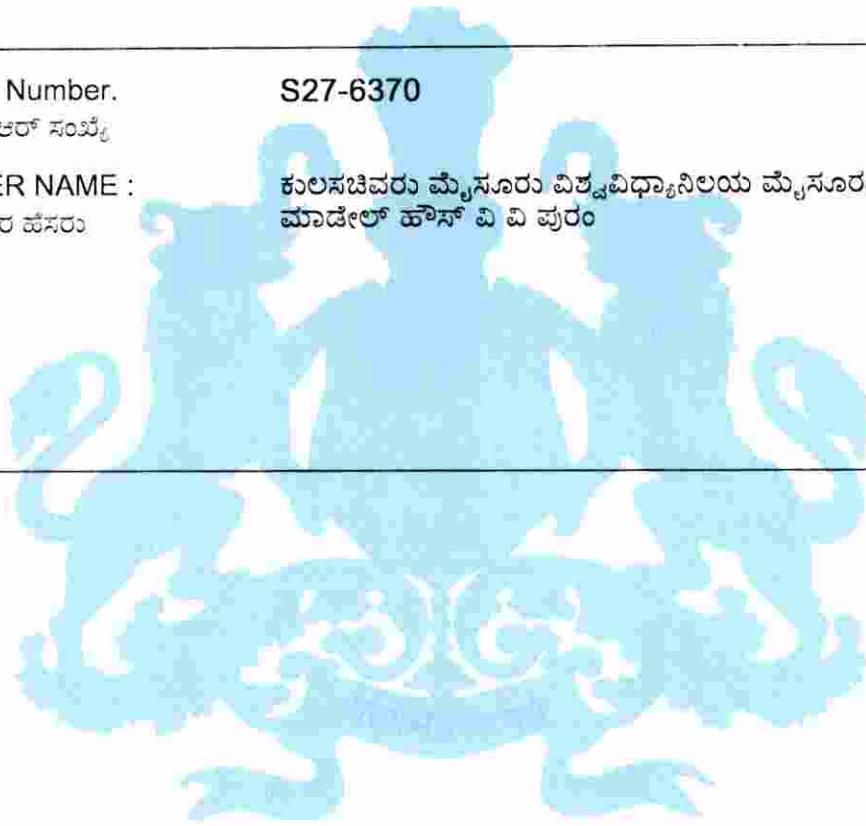 Number. S27-6370
ಆರ್ ಸಂಖ್ಯೆ
ER NAME : ಕುಲಸಚಿವರು ಮೈಸೂರು ವಿಶ್ವವಿಧ್ಯಾನಿಲಯ ಮೈಸೂರ
ರ ಹೆಸರು ಮಾಡೇಲ್ ಹೌಸ್ ವಿ ವಿ ಪುರಂ